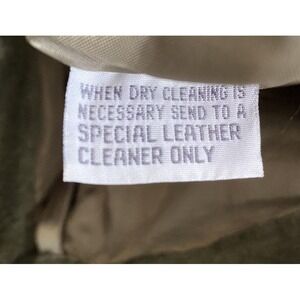 WHEN DRY CLEANING IS
NECESSARY SEND TO A
SPECIAL LEATHER
CLEANER ONLY